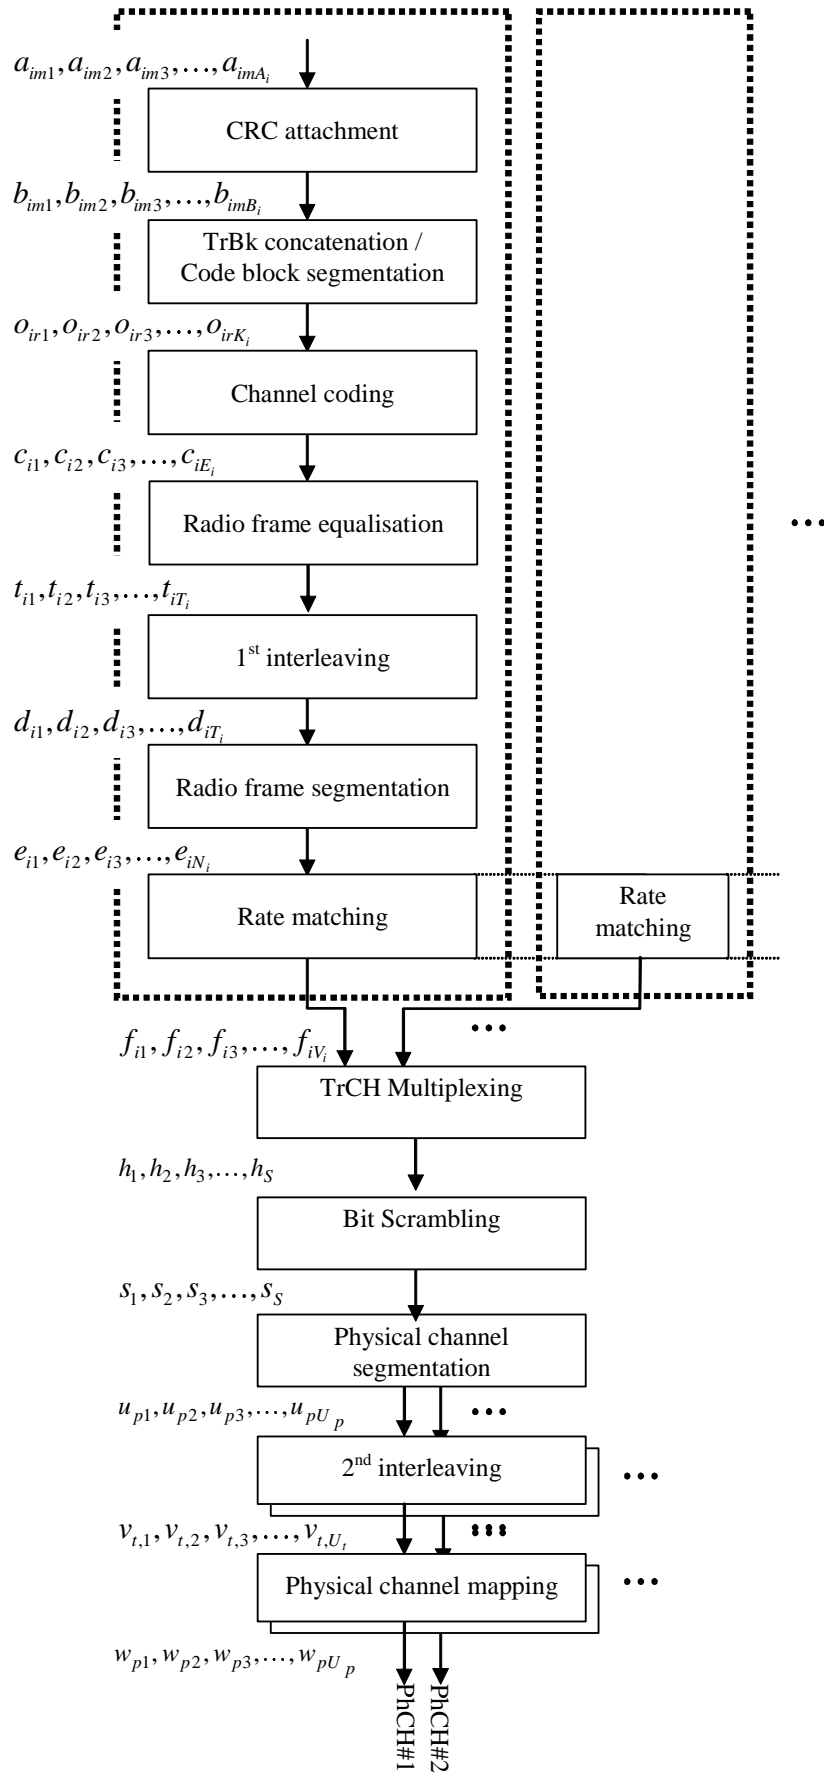 a_{im1}, a_{im2}, a_{im3}, …, a_{imA_i}
CRC attachment
b_{im1}, b_{im2}, b_{im3}, …, b_{imB_i}
TrBk concatenation /
Code block segmentation
o_{ir1}, o_{ir2}, o_{ir3}, …, o_{irK_i}
Channel coding
c_{i1}, c_{i2}, c_{i3}, …, c_{iE_i}
Radio frame equalisation
…
t_{i1}, t_{i2}, t_{i3}, …, t_{iT_i}
1^{st} interleaving
d_{i1}, d_{i2}, d_{i3}, …, d_{iT_i}
Radio frame segmentation
e_{i1}, e_{i2}, e_{i3}, …, e_{iN_i}
Rate matching
Rate
matching
…
f_{i1}, f_{i2}, f_{i3}, …, f_{iV_i}
TrCH Multiplexing
h_1, h_2, h_3, …, h_S
Bit Scrambling
s_1, s_2, s_3, …, s_S
Physical channel
segmentation
u_{p1}, u_{p2}, u_{p3}, …, u_{pU_p}
…
2^{nd} interleaving
…
v_{t,1}, v_{t,2}, v_{t,3}, …, v_{t,U_t}
…
Physical channel mapping
…
w_{p1}, w_{p2}, w_{p3}, …, w_{pU_p}
PhCH#1
PhCH#2